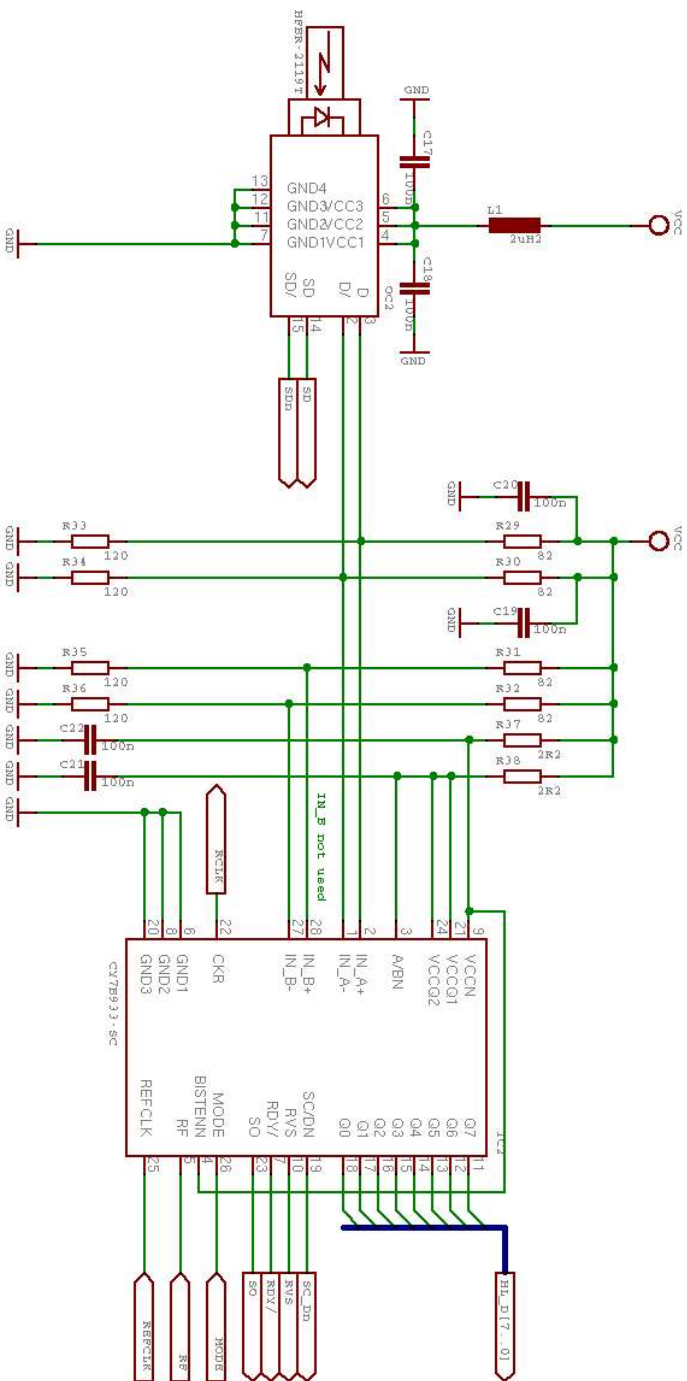 HFBR-2119T
GND
C17
100n
13
12
11
7
GND4
GND3
GND2
GND1
VCC3
VCC2
VCC1
6
5
4
L1
2uH2
VCC
GND
C18
100n
GND
OC2
SD/
SD
D/
D
15
14
2
3
SDn
SD
C20
100n
GND
VCC
GND
R33
120
R29
82
GND
R34
120
R30
82
C19
100n
GND
GND
R35
120
R31
82
GND
R36
120
R32
82
GND
C22
100n
R37
2R2
GND
C21
100n
R38
2R2
GND
RCLK
IN_B not used
20
8
6
22
27
28
1
2
3
24
21
9
GND3
GND2
GND1
CKR
IN_B-
IN_B+
IN_A-
IN_A+
A/BN
VCCQ2
VCCQ1
VCCN
CY7B933-SC
REFCLK
RF
BISTENN
MODE
SO
RDY/
RVS
SC/DN
Q0
Q1
Q2
Q3
Q4
Q5
Q6
Q7
25
5
4
26
23
7
10
19
18
17
16
15
14
13
12
11
REFCLK
RF
MODE
SO
RDY/
RVS
SC_Dn
HL_D[7..0]